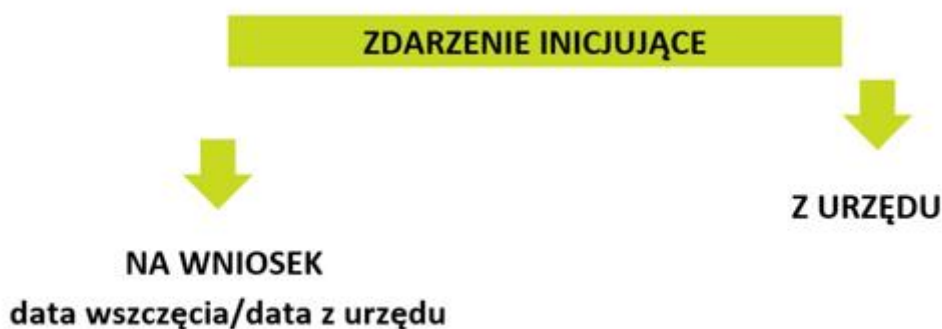 ZDARZENIE INICJUJĄCE
Z URZĘDU
NA WNIOSEK
data wszczęcia/data z urzędu